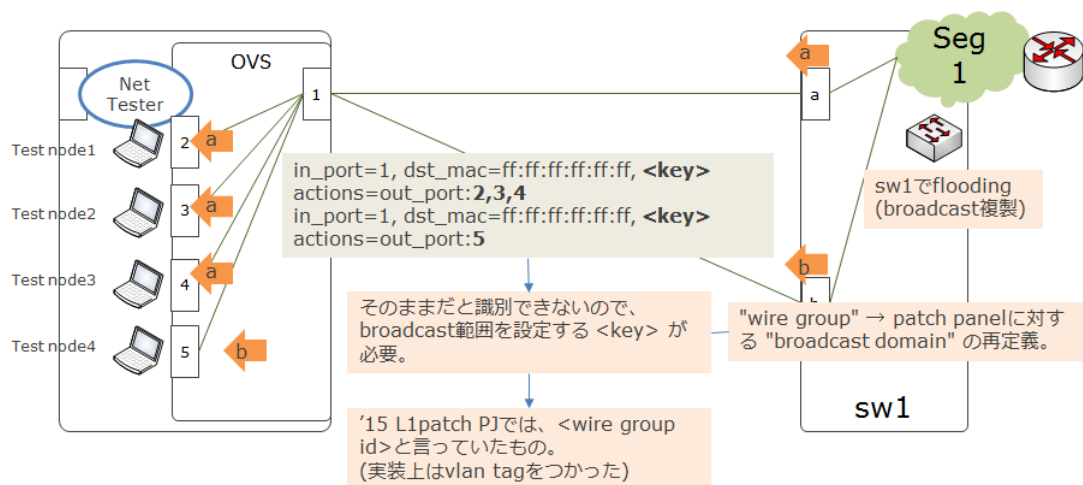 OVS
Net
Tester
Seg
1
1
a
a
Test node1
2
a
Test node2
3
a
Test node3
4
a
Test node4
5
b
in_port=1, dst_mac=ff:ff:ff:ff:ff:ff, <key>
actions=out_port:2,3,4
in_port=1, dst_mac=ff:ff:ff:ff:ff:ff, <key>
actions=out_port:5
sw1でflooding
(broadcast複製)
b
b
そのままだと識別できないので、
broadcast範囲を設定する <key> が
必要。
"wire group" → patch panelに対す
る "broadcast domain" の再定義。
’15 L1patch PJでは、<wire group
id>と言っていたもの。
(実装上はvlan tagをつかった)
sw1